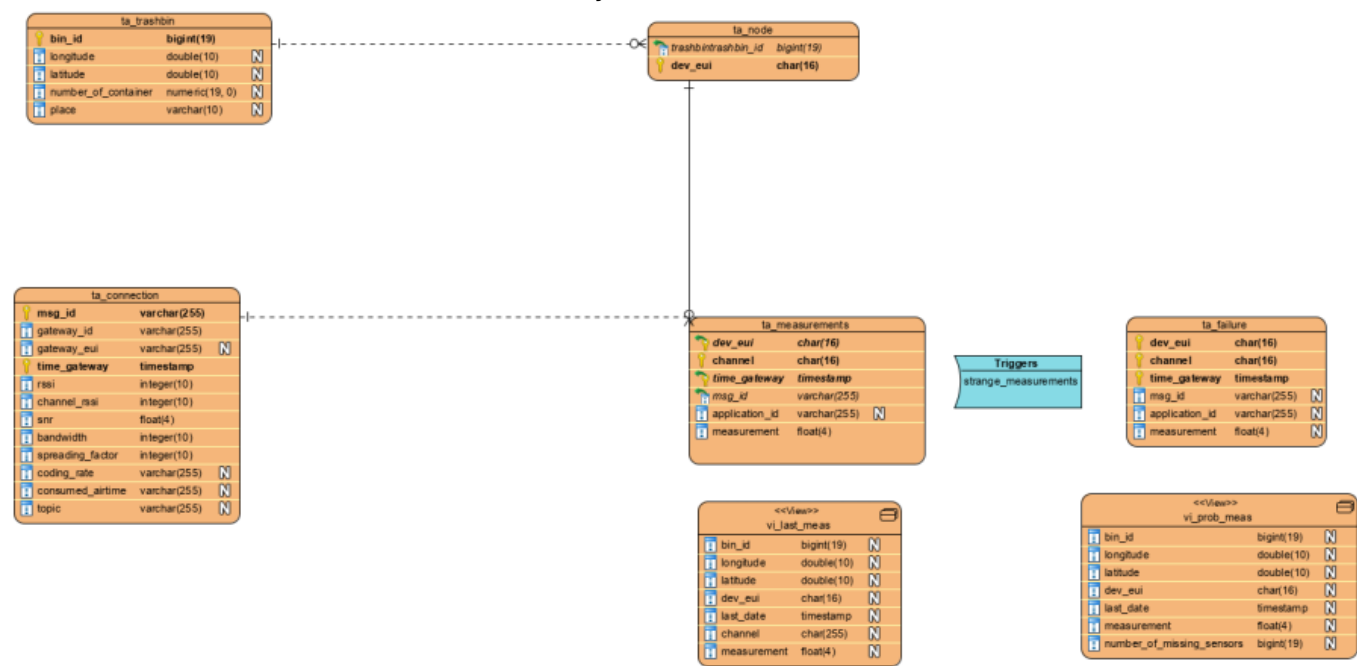 ta_trashbin
bin_id bigint(19)
longitude double(10) N
latitude double(10) N
number_of_container numeric(19, 0) N
place varchar(10) N
ta_node
trashbintrashbin_id bigint(19)
dev_eui char(16)
ta_connection
msg_id varchar(255)
gateway_id varchar(255)
gateway_eui varchar(255) N
time_gateway timestamp
rssi integer(10)
channel_rssi integer(10)
snr float(4)
bandwidth integer(10)
spreading_factor integer(10)
coding_rate varchar(255) N
consumed_airtime varchar(255) N
topic varchar(255) N
ta_measurements
dev_eui char(16)
channel char(16)
time_gateway timestamp
msg_id varchar(255)
application_id varchar(255) N
measurement float(4)
Triggers
strange_measurements
ta_failure
dev_eui char(16)
channel char(16)
time_gateway timestamp
msg_id varchar(255) N
application_id varchar(255) N
measurement float(4) N
<<View>>
vi_last_meas
bin_id bigint(19) N
longitude double(10) N
latitude double(10) N
dev_eui char(16) N
last_date timestamp N
channel char(255) N
measurement float(4) N
<<View>>
vi_prob_meas
bin_id bigint(19) N
longitude double(10) N
latitude double(10) N
dev_eui char(16) N
last_date timestamp N
measurement float(4) N
number_of_missing_sensors bigint(19) N